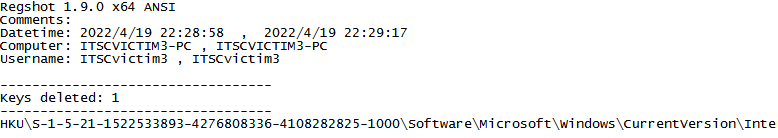 Regshot 1.9.0 x64 ANSI
Comments:
Datetime: 2022/4/19 22:28:58  ,  2022/4/19 22:29:17
Computer: ITSCVICTIM3-PC , ITSCVICTIM3-PC
Username: ITSCvictim3 , ITSCvictim3
----------------------------------
Keys deleted: 1
----------------------------------
HKU\S-1-5-21-1522533893-4276808336-4108282825-1000\Software\Microsoft\Windows\CurrentVersion\Inte